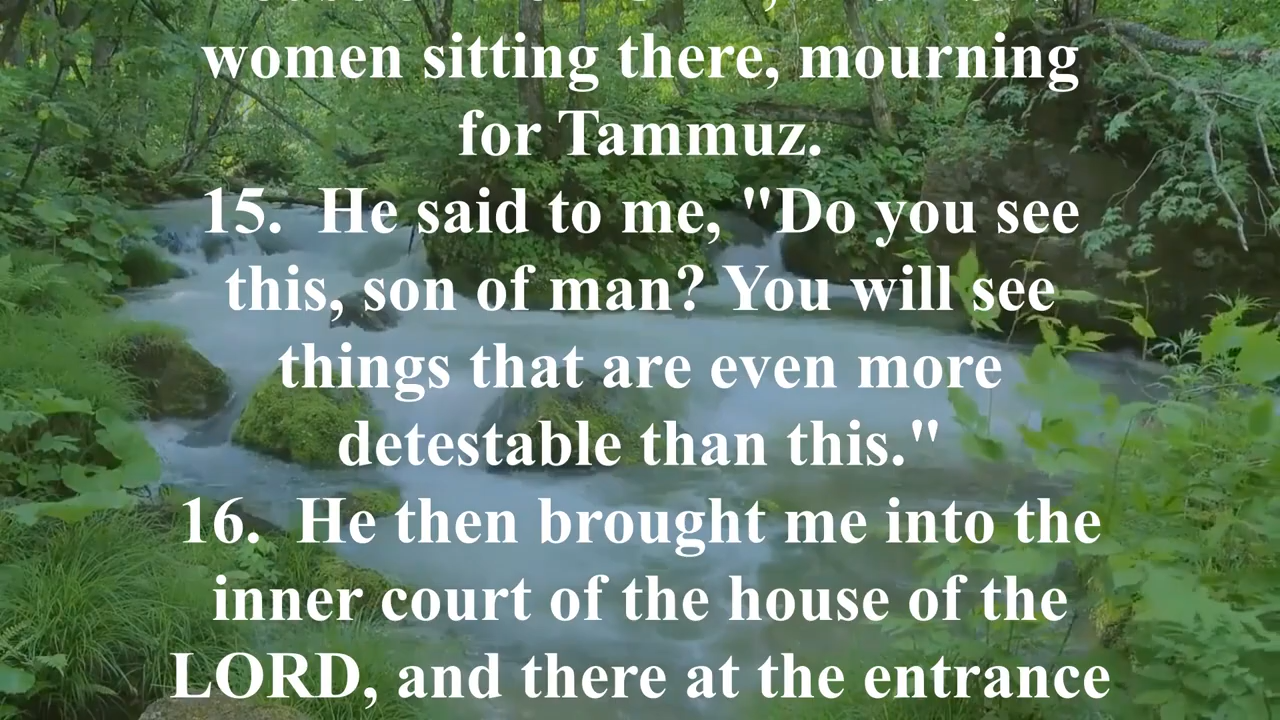 women sitting there, mourning
for Tammuz.
15.  He said to me, "Do you see
this, son of man? You will see
things that are even more
detestable than this."
16.  He then brought me into the
inner court of the house of the
LORD, and there at the entrance